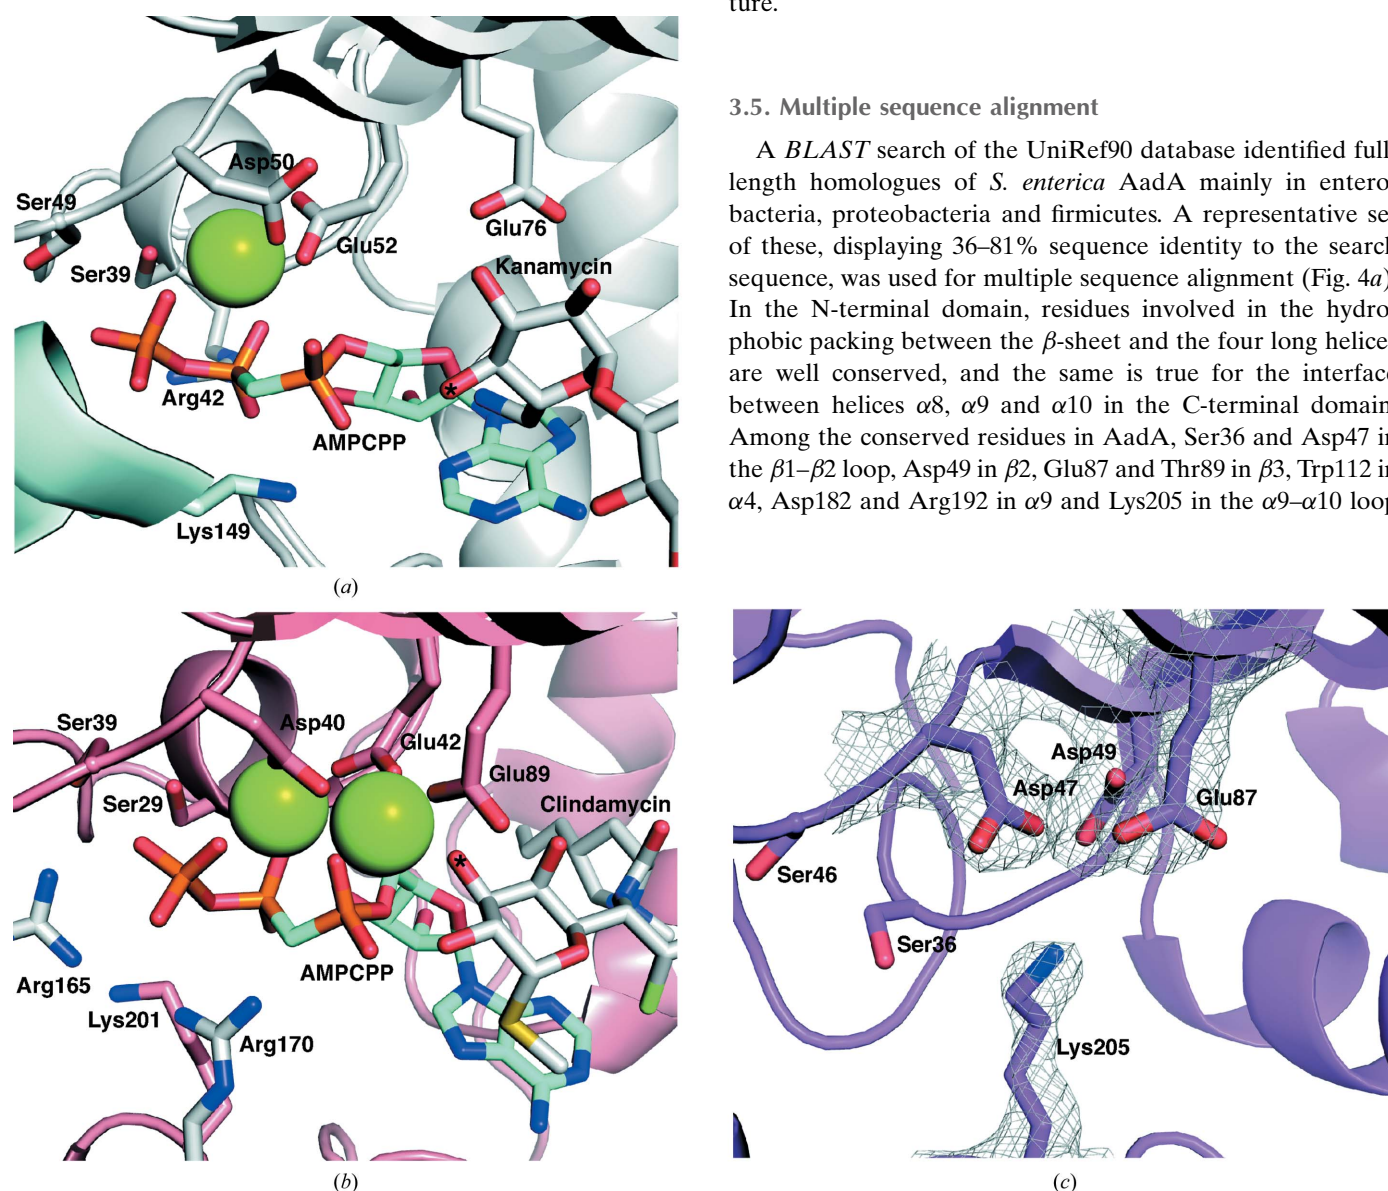 Asp50
Ser49
Glu52
Glu76
Ser39
Kanamycin
*
Arg42
AMPCPP
Lys149
(a)
ture.
3.5. Multiple sequence alignment
A BLAST search of the UniRef90 database identified full
length homologues of S. enterica AadA mainly in entero
bacteria, proteobacteria and firmicutes. A representative se
of these, displaying 36–81% sequence identity to the search
sequence, was used for multiple sequence alignment (Fig. 4a)
In the N-terminal domain, residues involved in the hydro
phobic packing between the β-sheet and the four long helice
are well conserved, and the same is true for the interface
between helices α8, α9 and α10 in the C-terminal domain
Among the conserved residues in AadA, Ser36 and Asp47 in
the β1–β2 loop, Asp49 in β2, Glu87 and Thr89 in β3, Trp112 in
α4, Asp182 and Arg192 in α9 and Lys205 in the α9–α10 loop
Ser39
Asp40
Glu42
Glu89
Ser29
Clindamycin
*
AMPCPP
Arg165
Lys201
Arg170
(b)
Asp49
Asp47
Glu87
Ser46
Ser36
Lys205
(c)